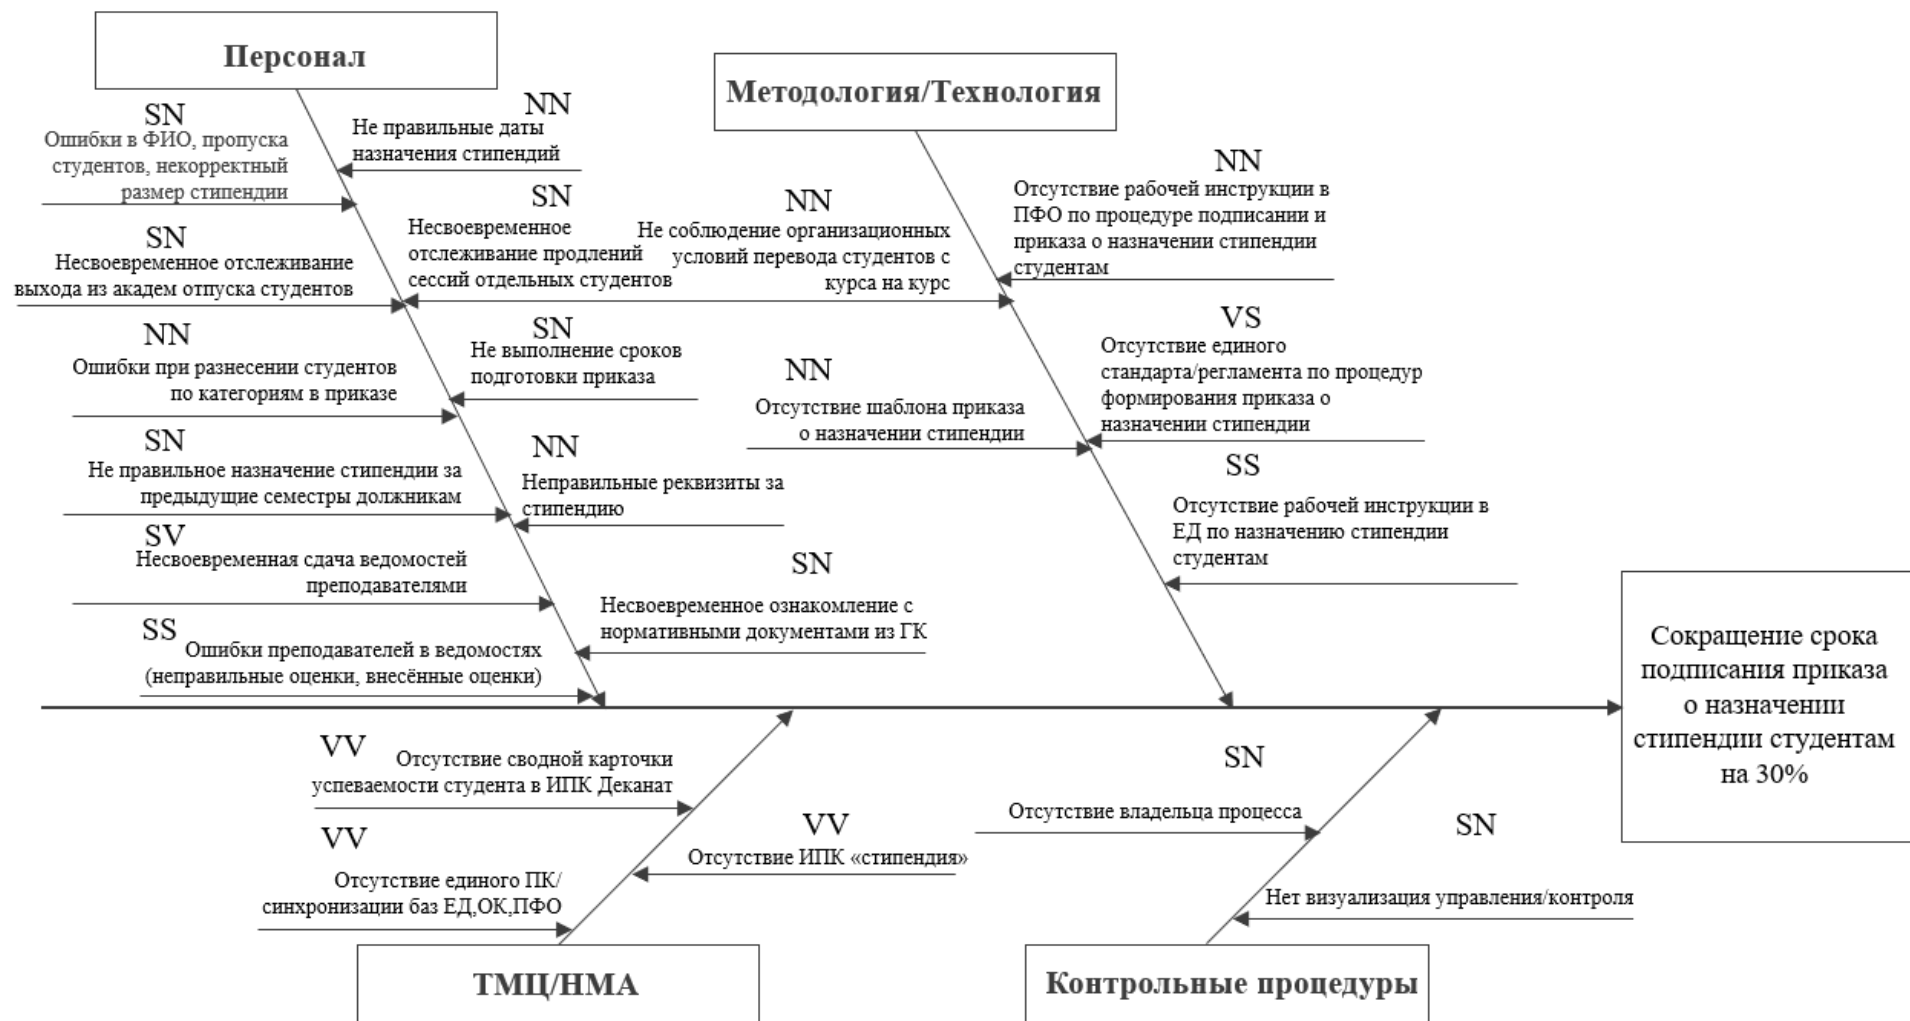 Персонал
SN
Ошибки в ФИО, пропуска
студентов, некорректный
размер стипендии
NN
Не правильные даты
назначения стипендий
SN
Несвоевременное отслеживание
выхода из академ отпуска студентов
SN
Несвоевременное
отслеживание продлений
сессий отдельных студентов
NN
Ошибки при разнесении студентов
по категориям в приказе
SN
Не выполнение сроков
подготовки приказа
SN
Не правильное назначение стипендии за
предыдущие семестры должникам
NN
Неправильные реквизиты за
стипендию
SV
Несвоевременная сдача ведомостей
преподавателями
SN
Несвоевременное ознакомление с
нормативными документами из ГК
SS
Ошибки преподавателей в ведомостях
(неправильные оценки, внесённые оценки)
Методология/Технология
NN
Не соблюдение организационных
условий перевода студентов с
курса на курс
NN
Отсутствие рабочей инструкции в
ПФО по процедуре подписании и
приказа о назначении стипендии
студентам
NN
Отсутствие шаблона приказа
о назначении стипендии
VS
Отсутствие единого
стандарта/регламента по процедур
формирования приказа о
назначении стипендии
SS
Отсутствие рабочей инструкции в
ЕД по назначению стипендии
студентам
Сокращение срока
подписания приказа
о назначении
стипендии студентам
на 30%
VV
Отсутствие сводной карточки
успеваемости студента в ИПК Деканат
VV
Отсутствие единого ПК/
синхронизации баз ЕД,ОК,ПФО
VV
Отсутствие ИПК «стипендия»
ТМЦ/НМА
SN
Отсутствие владельца процесса
SN
Нет визуализация управления/контроля
Контрольные процедуры